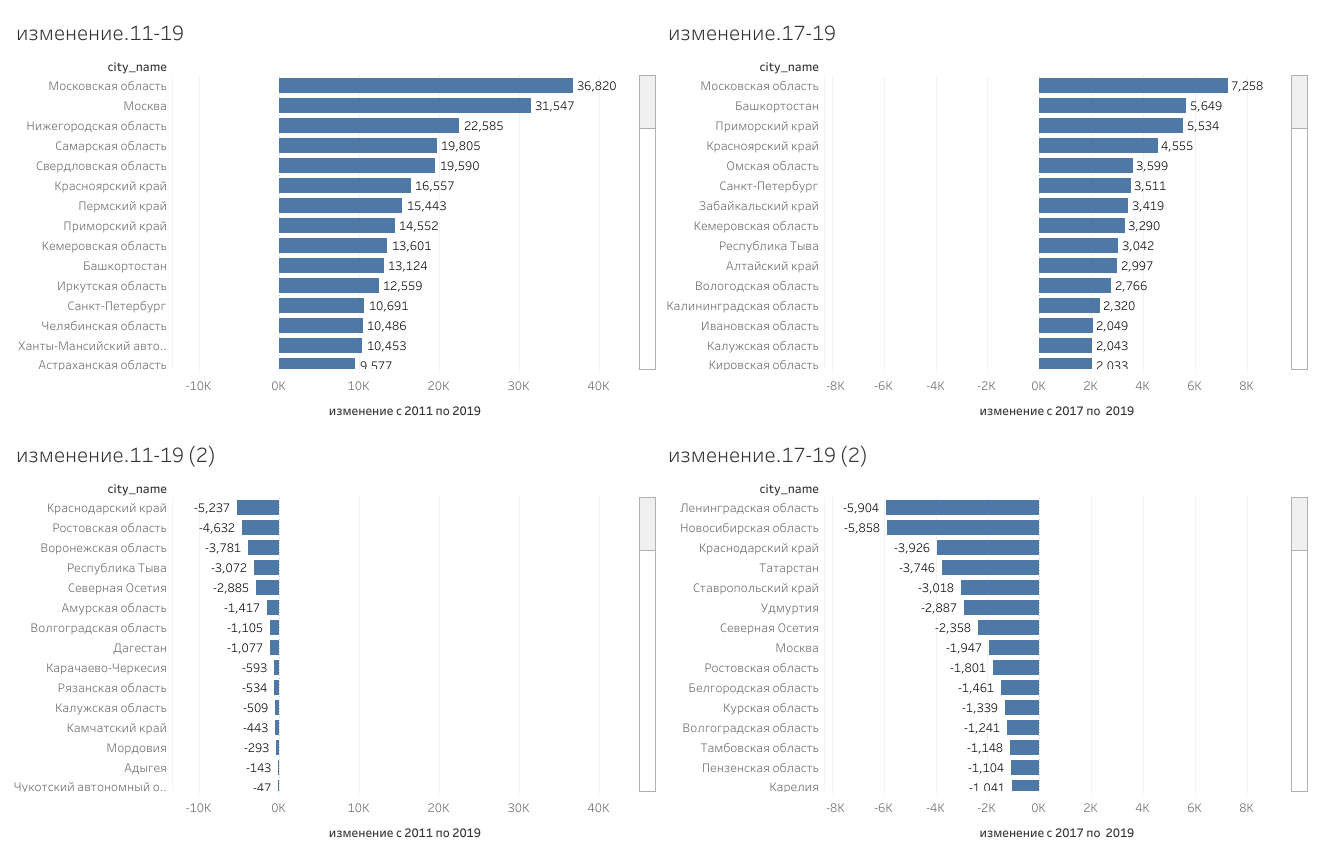 изменение.11-19
city_name
Московская область 36,820
Москва 31,547
Нижегородская область 22,585
Самарская область 19,805
Свердловская область 19,590
Красноярский край 16,557
Пермский край 15,443
Приморский край 14,552
Кемеровская область 13,601
Башкортостан 13,124
Иркутская область 12,559
Санкт-Петербург 10,691
Челябинская область 10,486
Ханты-Мансийский авто.. 10,453
Астраханская область 9,577
-10K 0K 10K 20K 30K 40K
изменение с 2011 по 2019
изменение.17-19
city_name
Московская область 7,258
Башкортостан 5,649
Приморский край 5,534
Красноярский край 4,555
Омская область 3,599
Санкт-Петербург 3,511
Забайкальский край 3,419
Кемеровская область 3,290
Республика Тыва 3,042
Алтайский край 2,997
Вологодская область 2,766
Калининградская область 2,320
Ивановская область 2,049
Калужская область 2,043
Кировская область 2,033
-8K -6K -4K -2K 0K 2K 4K 6K 8K
изменение с 2017 по 2019
изменение.11-19 (2)
city_name
Краснодарский край -5,237
Ростовская область -4,632
Воронежская область -3,781
Республика Тыва -3,072
Северная Осетия -2,885
Амурская область -1,417
Волгоградская область -1,105
Дагестан -1,077
Карачаево-Черкесия -593
Рязанская область -534
Калужская область -509
Камчатский край -443
Мордовия -293
Адыгея -143
Чукотский автономный о.. -47
-10K 0K 10K 20K 30K 40K
изменение с 2011 по 2019
изменение.17-19 (2)
city_name
Ленинградская область -5,904
Новосибирская область -5,858
Краснодарский край -3,926
Татарстан -3,746
Ставропольский край -3,018
Удмуртия -2,887
Северная Осетия -2,358
Москва -1,947
Ростовская область -1,801
Белгородская область -1,461
Курская область -1,339
Волгоградская область -1,241
Тамбовская область -1,148
Пензенская область -1,104
Карелия -1,041
-8K -6K -4K -2K 0K 2K 4K 6K 8K
изменение с 2017 по 2019